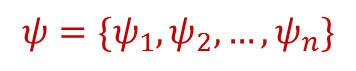 ψ = {ψ₁, ψ₂, …, ψₙ}